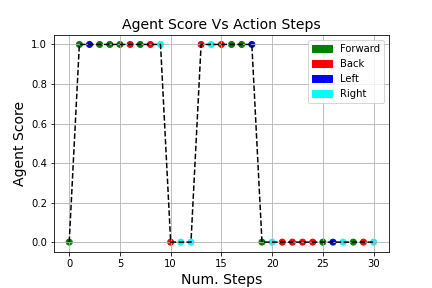 Agent Score Vs Action Steps
1.0
0.8
0.6
0.4
0.2
0.0
Agent Score
Forward
Back
Left
Right
0 5 10 15 20 25 30
Num. Steps